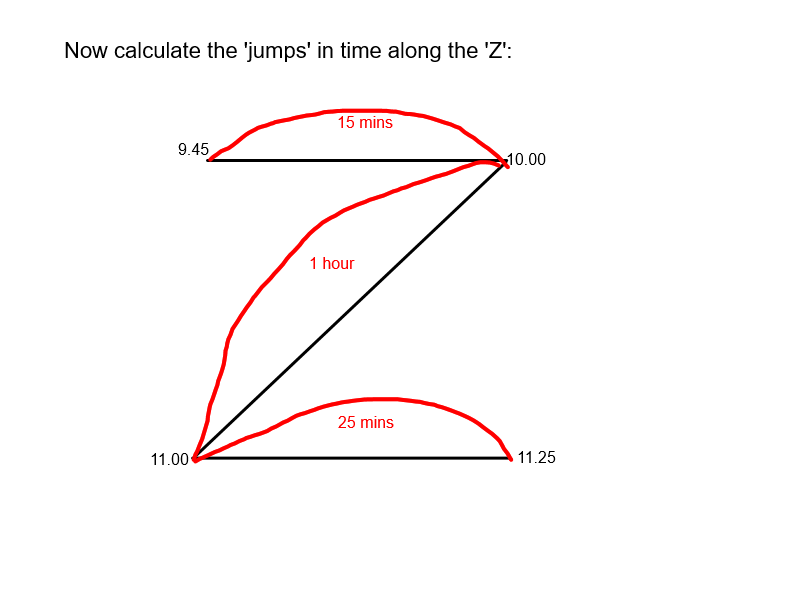 Now calculate the 'jumps' in time along the 'Z':
15 mins
9.45
10.00
1 hour
25 mins
11.00
11.25